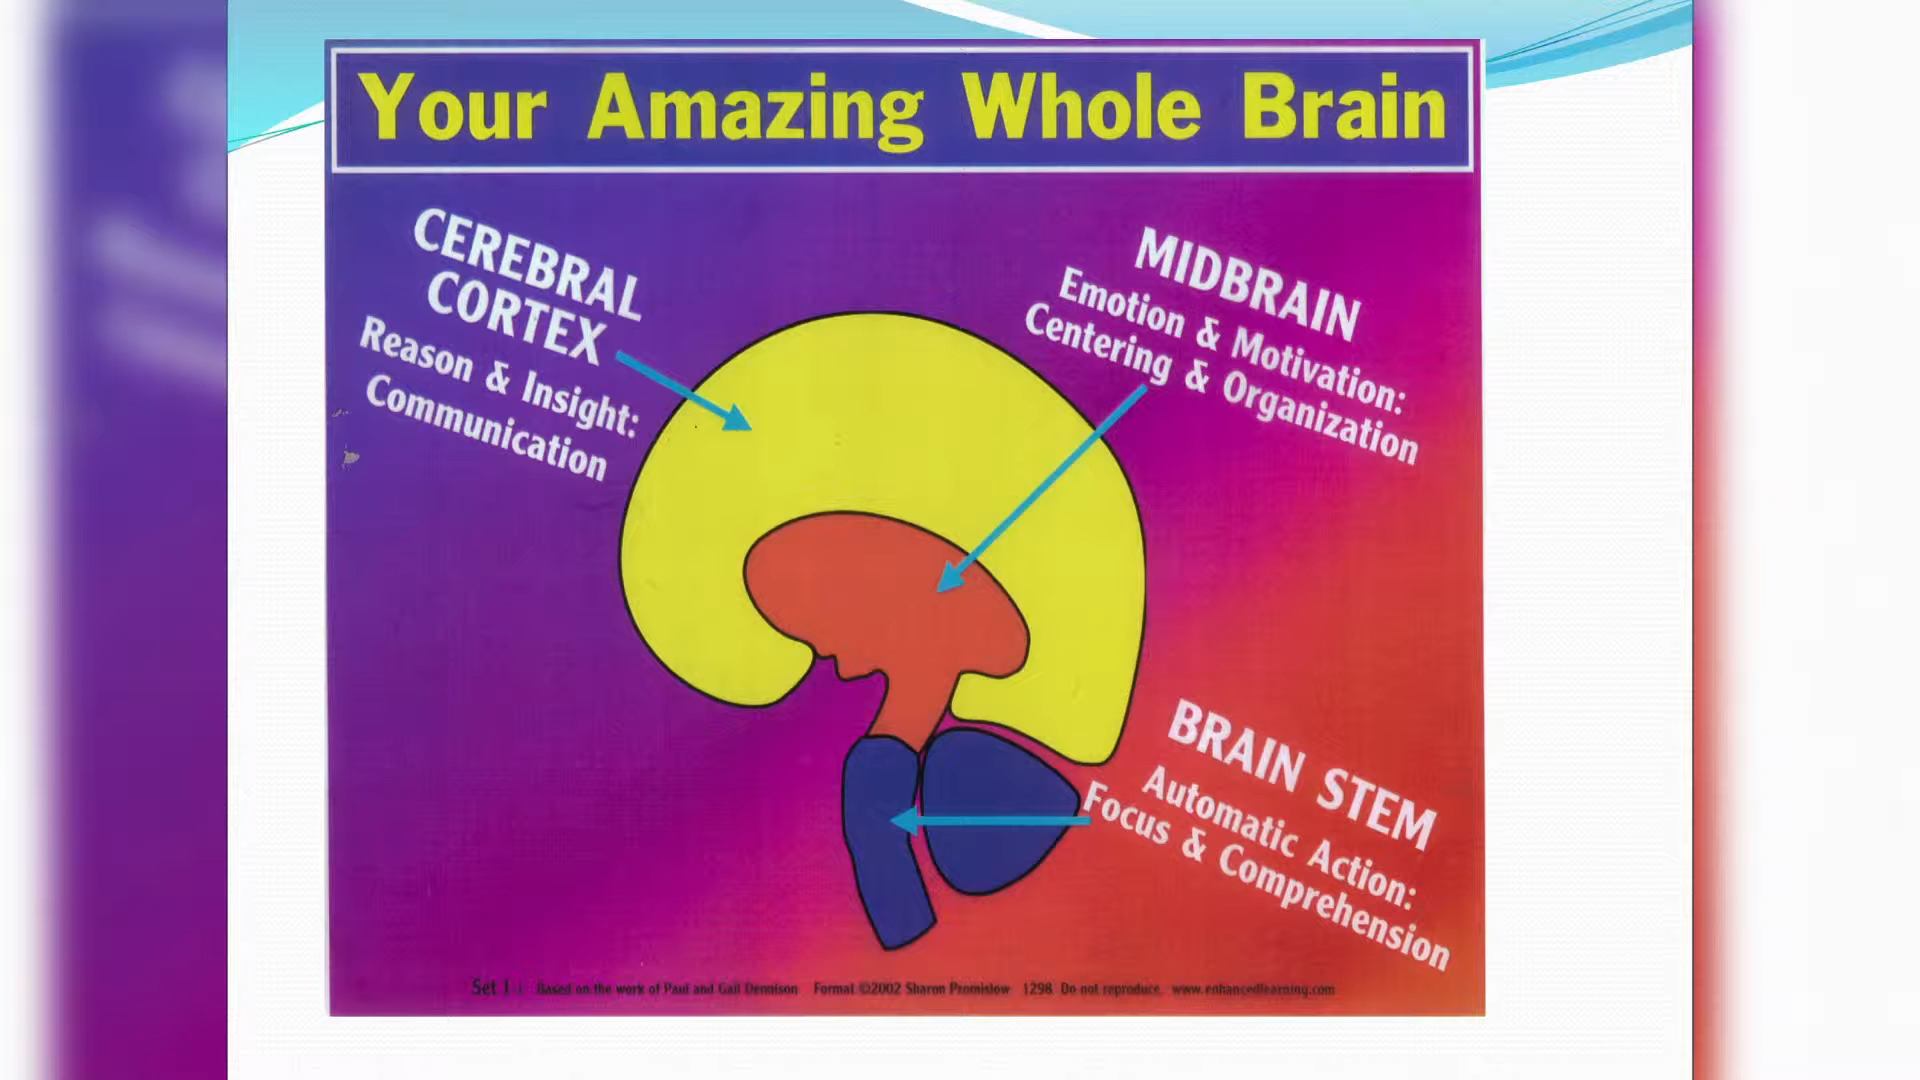 Your Amazing Whole Brain
CEREBRAL
CORTEX
Reason & Insight:
Communication
MIDBRAIN
Emotion & Motivation:
Centering & Organization
BRAIN STEM
Automatic Action:
Focus & Comprehension
Set 1 Based on the work of Paul and Gail Dennison Format ©2002 Sharon Promislow 1298 Do not reproduce. www.enhancedlearning.com